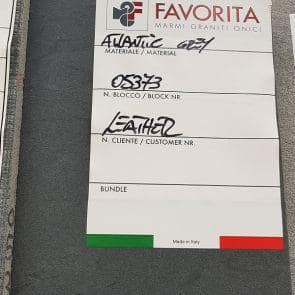 FAVORITA
MARMI GRANITI ONICI
ATLANTIC GREY
MATERIALE / MATERIAL
05373
N. BLOCCO / BLOCK NR.
LEATHER
N. CLIENTE / CUSTOMER NR.
BUNDLE
Made in Italy